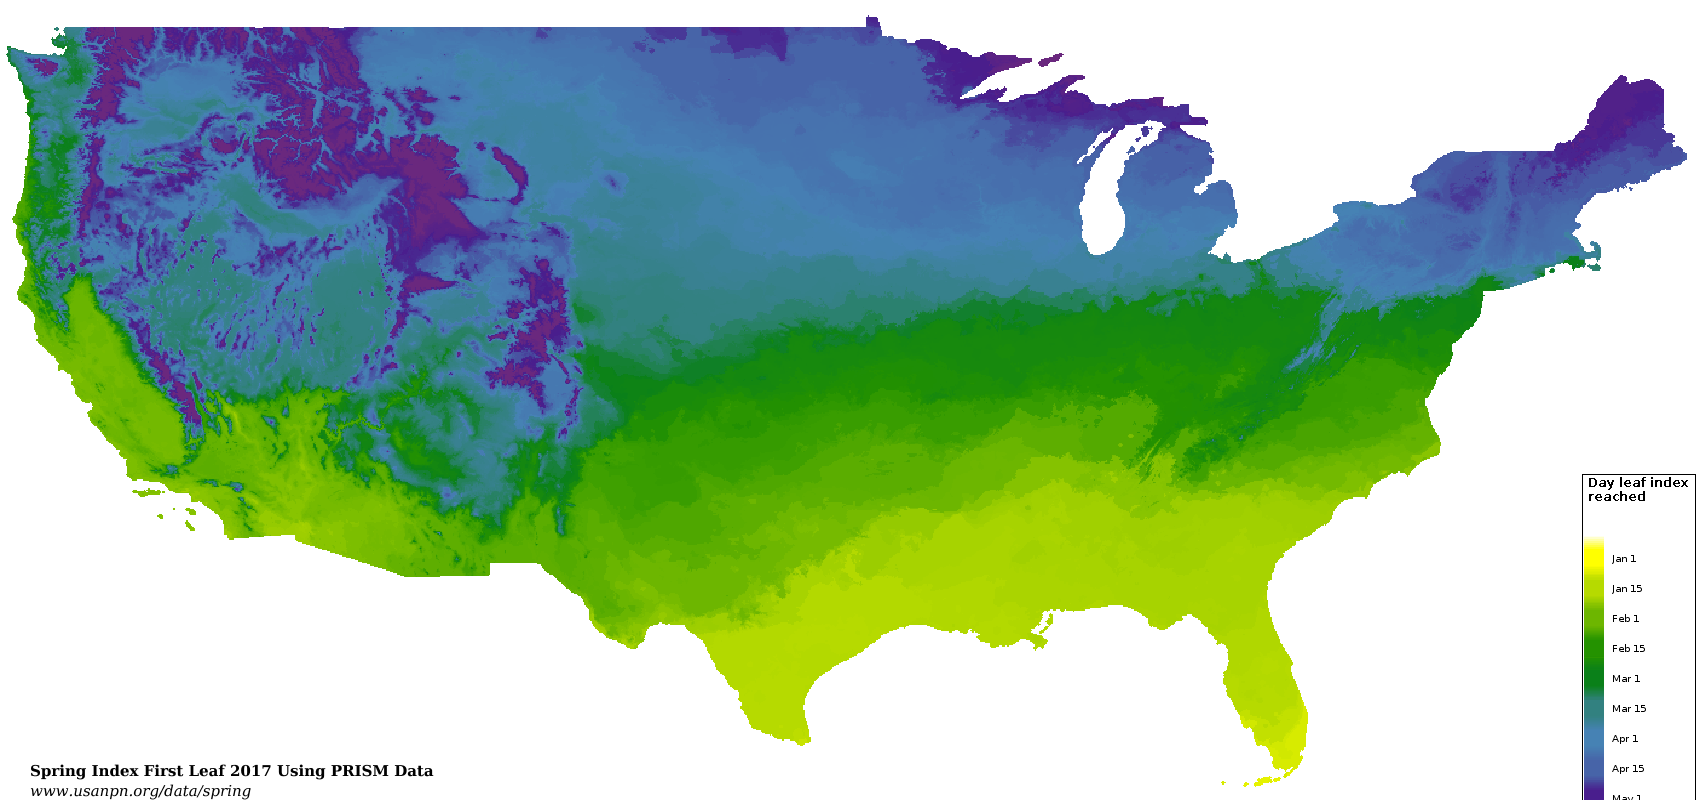 Day leaf index
reached
Jan 1
Jan 15
Feb 1
Feb 15
Mar 1
Mar 15
Apr 1
Apr 15
May 1
Spring Index First Leaf 2017 Using PRISM Data
www.usanpn.org/data/spring